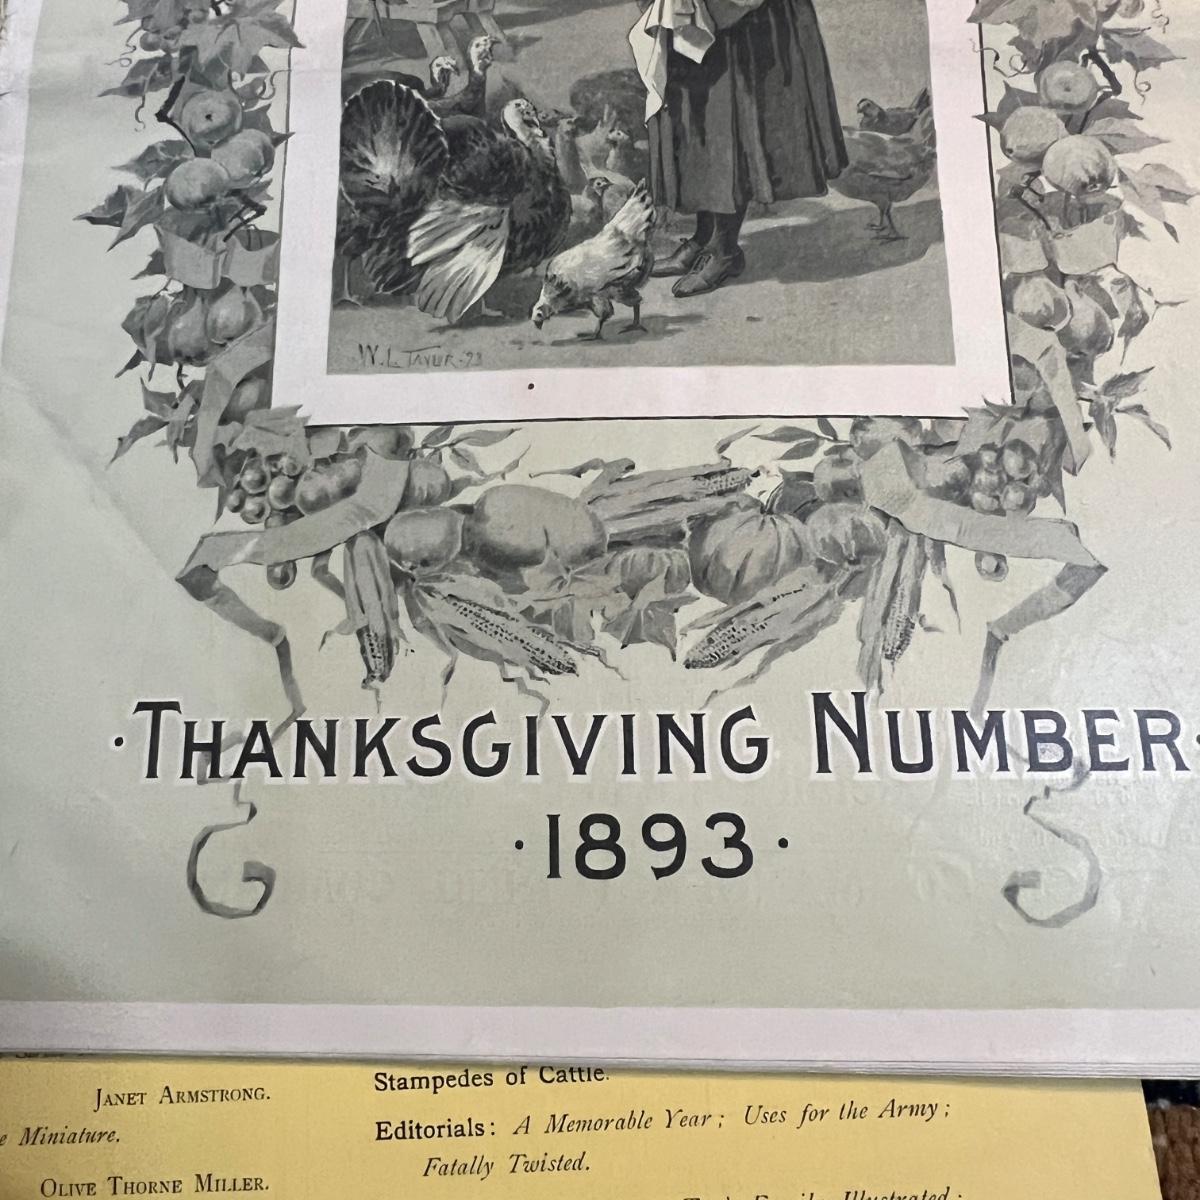 W. L. TAYLOR - 93
·THANKSGIVING NUMBER·
·1893·
JANET ARMSTRONG.
Miniature.
OLIVE THORNE MILLER.
Stampedes of Cattle.
Editorials: A Memorable Year; Uses for the Army;
Fatally Twisted.
Illustrated: